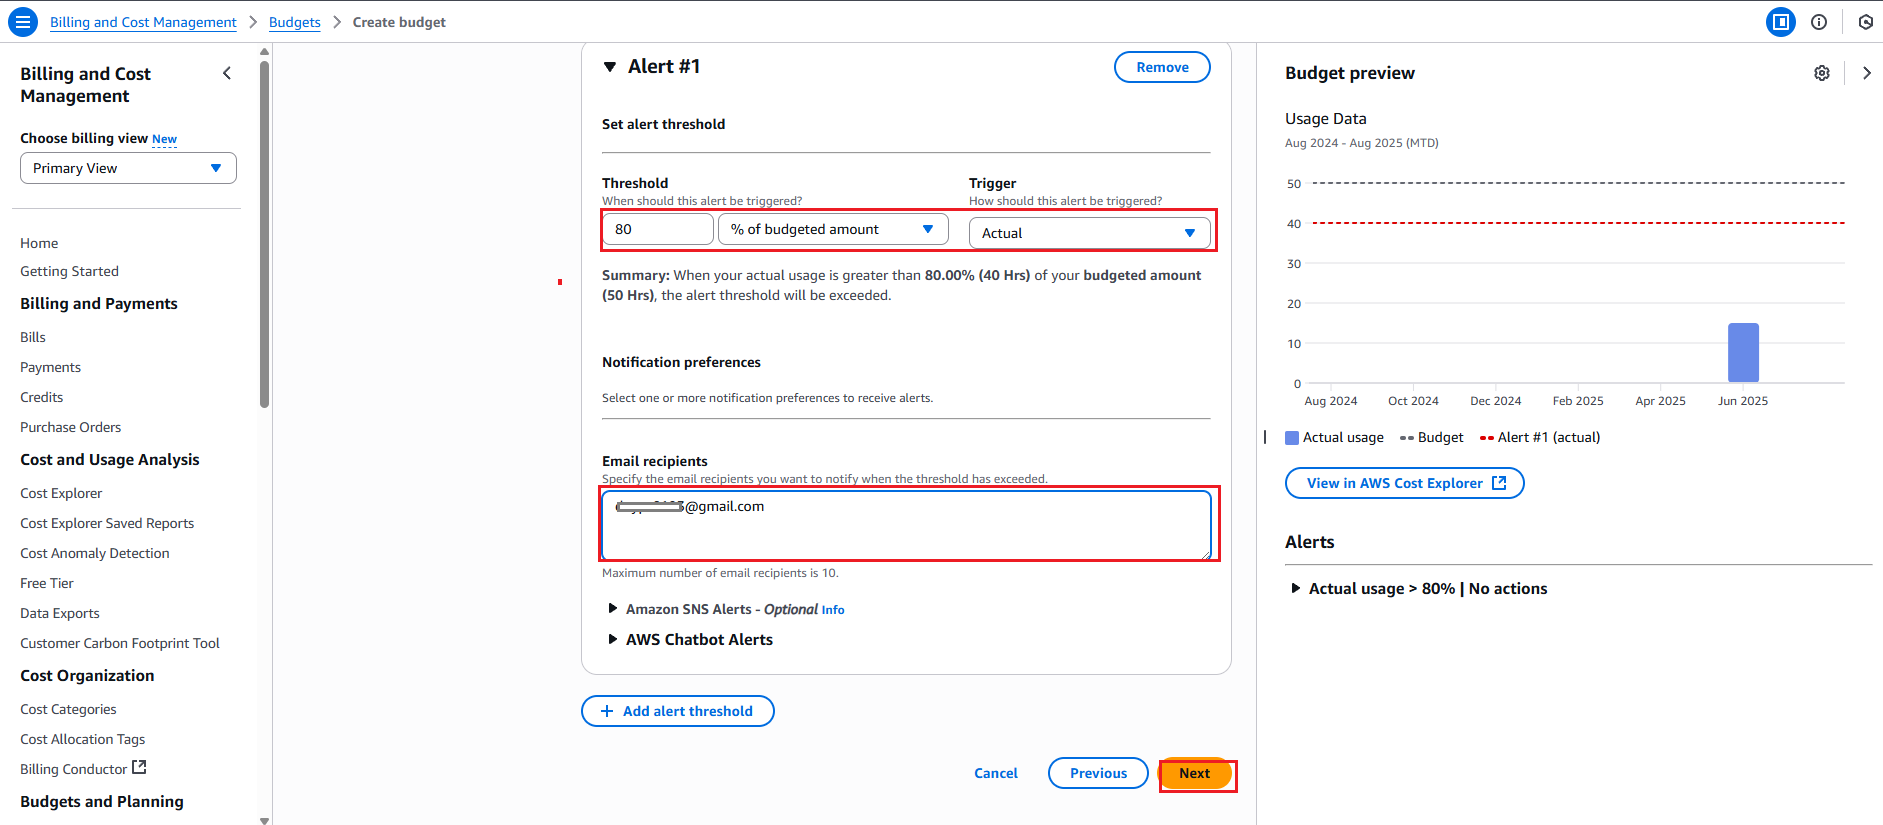 Billing and Cost Management > Budgets > Create budget
Billing and Cost
Management
Choose billing view New
Primary View
Home
Getting Started
Billing and Payments
Bills
Payments
Credits
Purchase Orders
Cost and Usage Analysis
Cost Explorer
Cost Explorer Saved Reports
Cost Anomaly Detection
Free Tier
Data Exports
Customer Carbon Footprint Tool
Cost Organization
Cost Categories
Cost Allocation Tags
Billing Conductor
Budgets and Planning
Alert #1
Remove
Set alert threshold
Threshold
When should this alert be triggered?
80
% of budgeted amount
Trigger
How should this alert be triggered?
Actual
Summary: When your actual usage is greater than 80.00% (40 Hrs) of your budgeted amount
(50 Hrs), the alert threshold will be exceeded.
Notification preferences
Select one or more notification preferences to receive alerts.
Email recipients
Specify the email recipients you want to notify when the threshold has exceeded.
@gmail.com
Maximum number of email recipients is 10.
Amazon SNS Alerts - Optional Info
AWS Chatbot Alerts
+ Add alert threshold
Cancel
Previous
Next
Budget preview
Usage Data
Aug 2024 - Aug 2025 (MTD)
50
40
30
20
10
0
Aug 2024 Oct 2024 Dec 2024 Feb 2025 Apr 2025 Jun 2025
Actual usage Budget Alert #1 (actual)
View in AWS Cost Explorer
Alerts
Actual usage > 80% | No actions